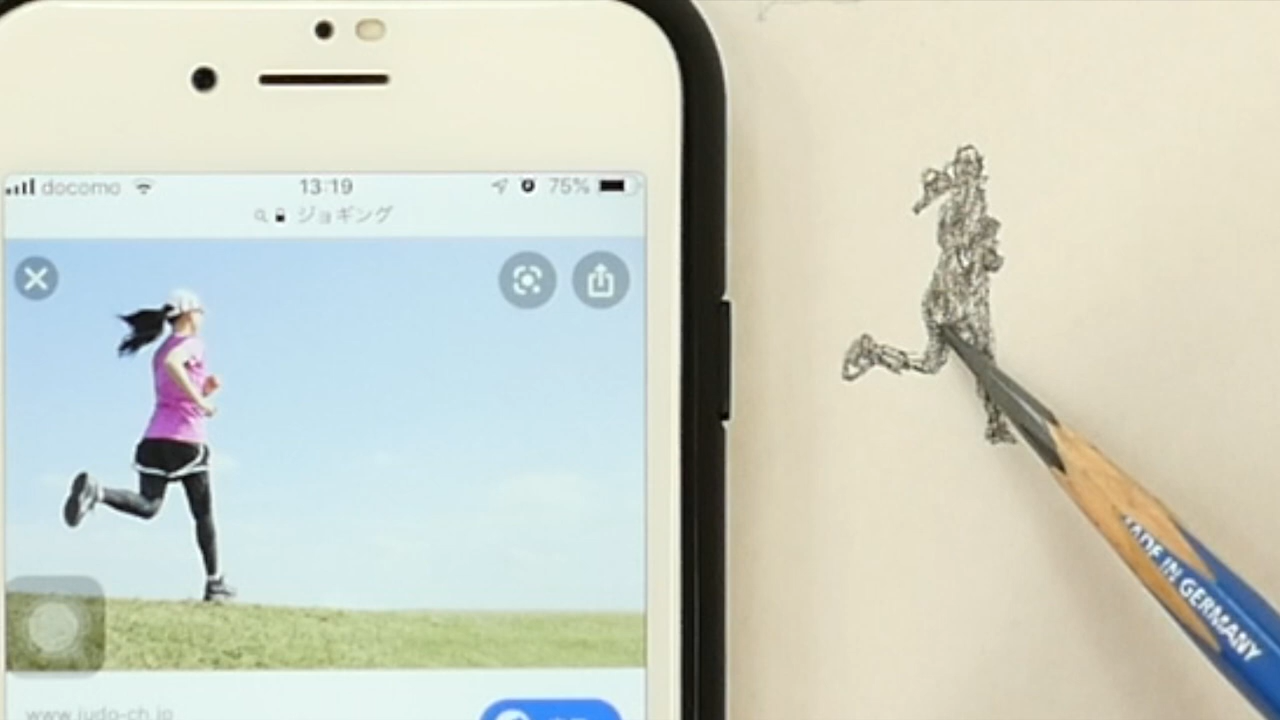 docomo 13:19 75%
ジョギング
www.judo-ch.jp
MADE IN GERMANY